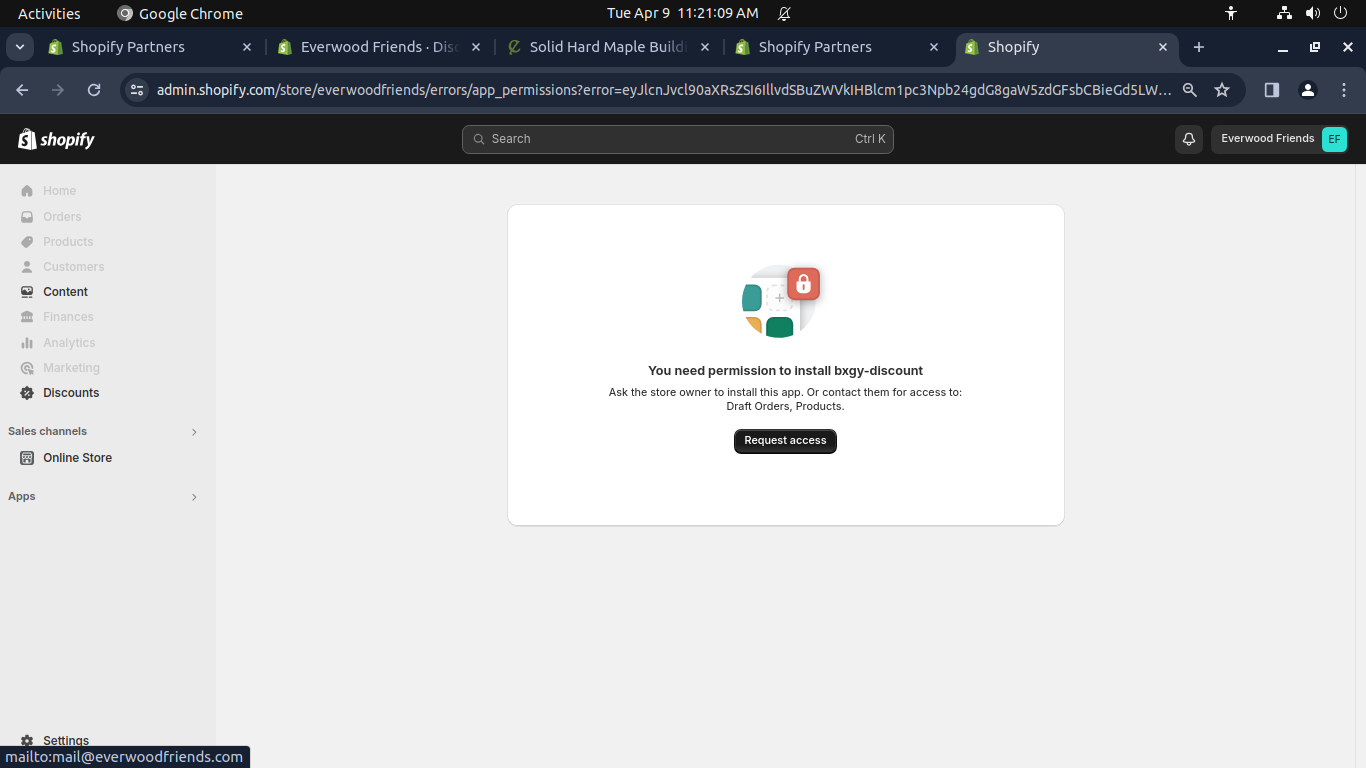 Activities
Google Chrome
Tue Apr 9 11:21:09 AM
Shopify Partners
Everwood Friends · Dis
Solid Hard Maple Buildi
Shopify Partners
Shopify
admin.shopify.com/store/everwoodfriends/errors/app_permissions?error=eyJlcnJvcl90aXRsZSI6IllvdSBuZWVkIHBlcm1pc3Npb24gdG8gaW5zdGFsbCBieGd5LW...
shopify
Search
Ctrl K
Everwood Friends
EF
Home
Orders
Products
Customers
Content
Finances
Analytics
Marketing
Discounts
Sales channels
Online Store
Apps
You need permission to install bxgy-discount
Ask the store owner to install this app. Or contact them for access to:
Draft Orders, Products.
Request access
Settings
mailto:mail@everwoodfriends.com